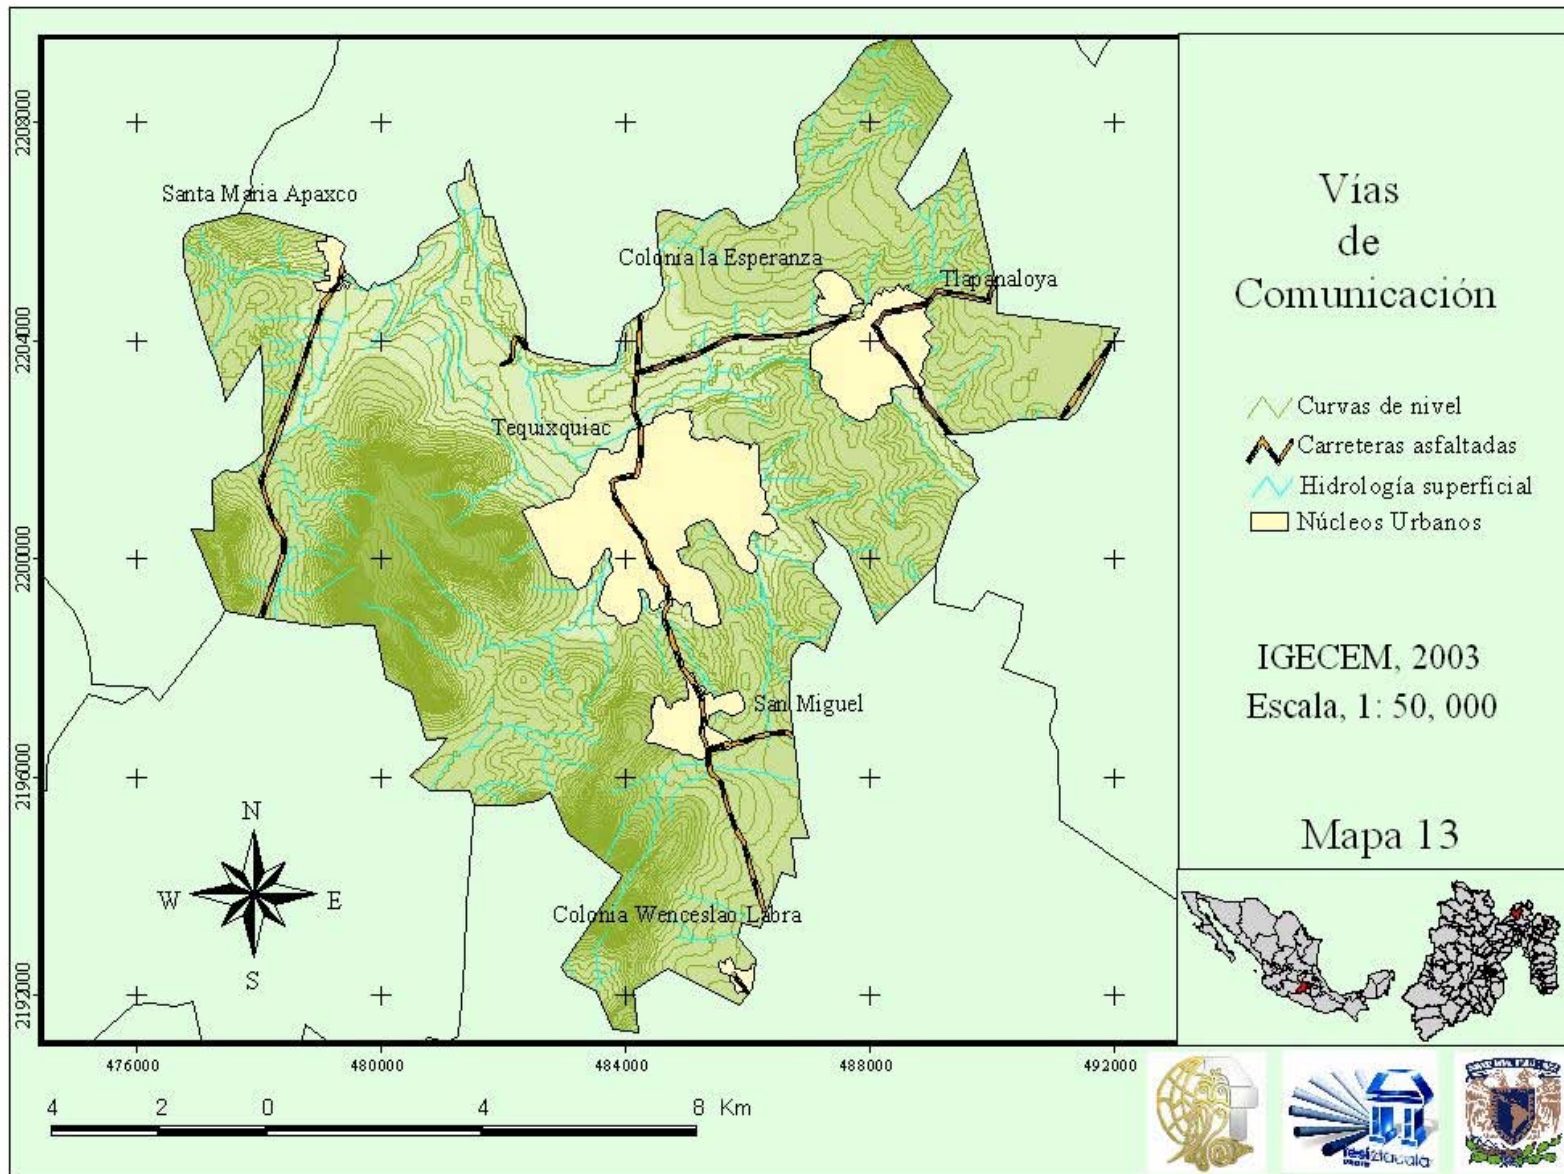 Vías
de
Comunicación
Curvas de nivel
Carreteras asfaltadas
Hidrología superficial
Núcleos Urbanos
IGECEM, 2003
Escala, 1: 50, 000
Mapa 13
Santa Maria Apaxco
Colonia la Esperanza
Tlapanaloya
Tequixquiac
San Miguel
Colonia Wenceslao Labra
N
W
E
S
2208000
2204000
2200000
2196000
2192000
476000
480000
484000
488000
492000
4 2 0 4 8 Km